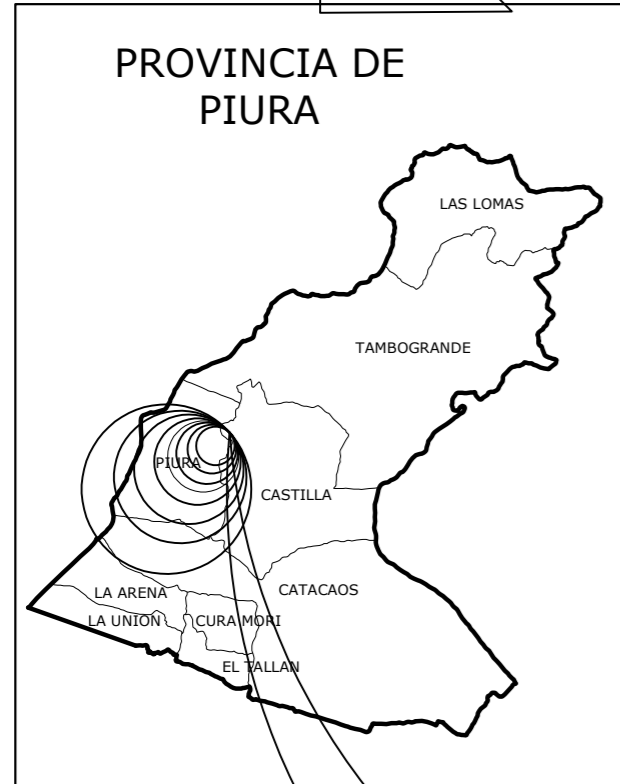 PROVINCIA DE
PIURA
LAS LOMAS
TAMBOGRANDE
PIURA
CASTILLA
CATACAOS
LA ARENA
LA UNION
CURA MORI
EL TALLAN